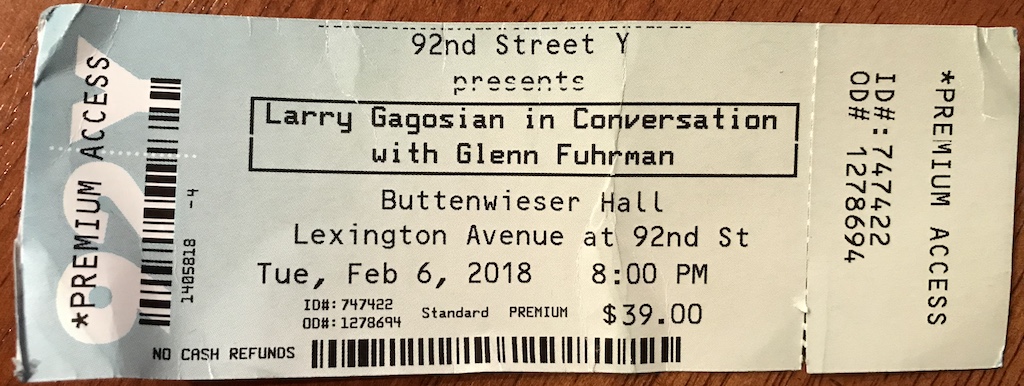 *PREMIUM ACCESS
92Y
1405818 -4
92nd Street Y
presents
Larry Gagosian in Conversation
with Glenn Fuhrman
Buttenwieser Hall
Lexington Avenue at 92nd St
Tue, Feb 6, 2018 8:00 PM
ID#:747422
OD#:1278694
Standard PREMIUM $39.00
NO CASH REFUNDS
*PREMIUM ACCESS
ID#:747422
OD# 1278694